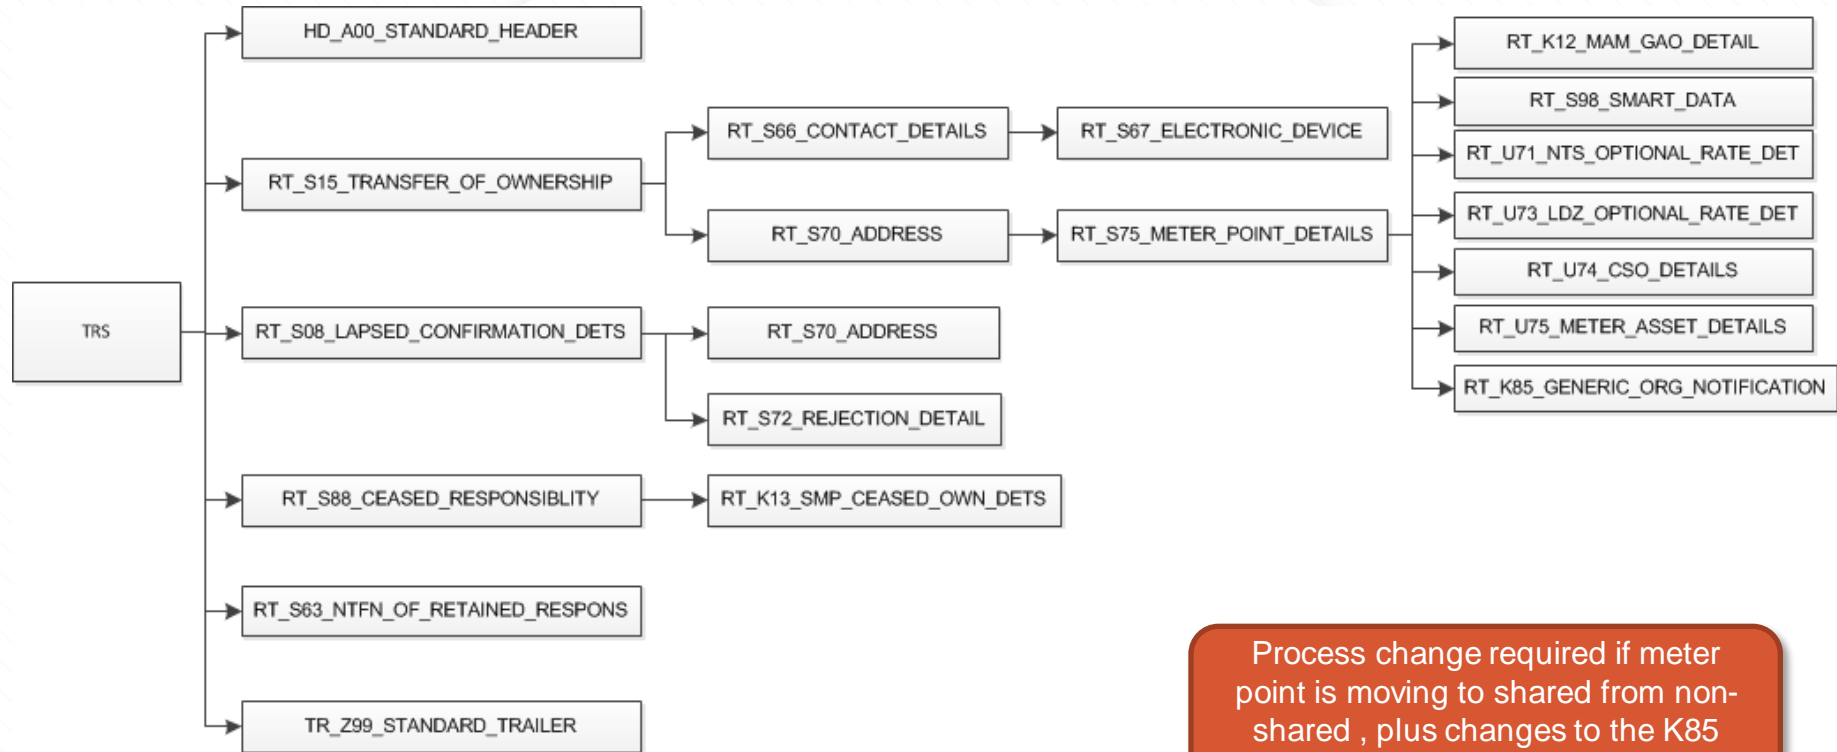 TRS
HD_A00_STANDARD_HEADER
RT_S15_TRANSFER_OF_OWNERSHIP
RT_S66_CONTACT_DETAILS
RT_S67_ELECTRONIC_DEVICE
RT_S70_ADDRESS
RT_S75_METER_POINT_DETAILS
RT_K12_MAM_GAO_DETAIL
RT_S98_SMART_DATA
RT_U71_NTS_OPTIONAL_RATE_DET
RT_U73_LDZ_OPTIONAL_RATE_DET
RT_U74_CSO_DETAILS
RT_U75_METER_ASSET_DETAILS
RT_K85_GENERIC_ORG_NOTIFICATION
RT_S08_LAPSED_CONFIRMATION_DETS
RT_S70_ADDRESS
RT_S72_REJECTION_DETAIL
RT_S88_CEASED_RESPONSIBLITY
RT_K13_SMP_CEASED_OWN_DETS
RT_S63_NTFN_OF_RETAINED_RESPONS
TR_Z99_STANDARD_TRAILER
Process change required if meter
point is moving to shared from non-
shared , plus changes to the K85